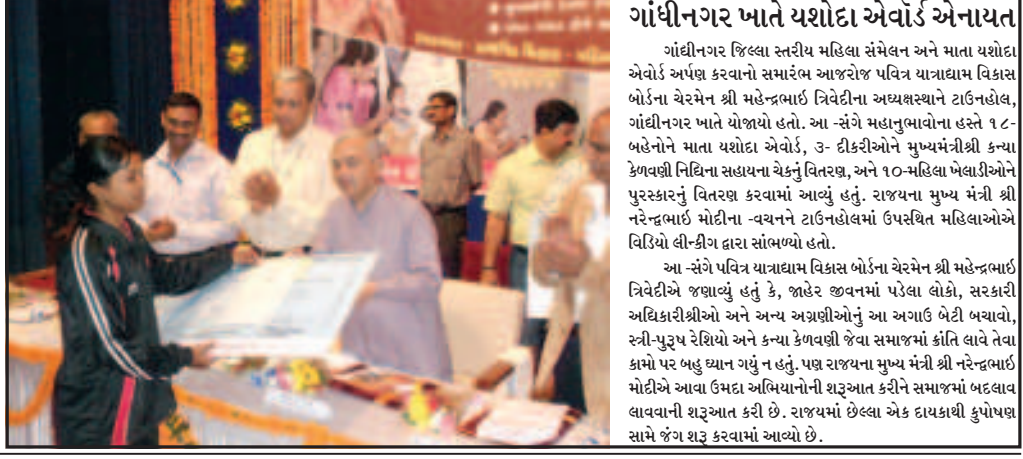 ગાંધીનગર ખાતે યશોદા એવૉર્ડ એનાયત
ગાંધીનગર જિલ્લા સ્તરીય મહિલા સંમેલન અને માતા યશોદા
એવોર્ડ અર્પણ કરવાનો સમારંભ આજરોજ પવિત્ર યાત્રાધામ વિકાસ
બોર્ડના ચેરમેન શ્રી મહેન્દ્રભાઇ ત્રિવેદીના અધ્યક્ષસ્થાને ટાઉનહોલ,
ગાંધીનગર ખાતે યોજાયો હતો. આ -સંગે મહાનુભાવોના હસ્તે ૧૮-
બહેનોને માતા યશોદા એવોર્ડ, ૩- દીકરીઓને મુખ્યમંત્રીશ્રી કન્યા
કેળવણી નિધિના સહાયના ચેકનું વિતરણ, અને ૧૦-મહિલા ખેલાડીઓને
પુરસ્કારનું વિતરણ કરવામાં આવ્યું હતું. રાજયના મુખ્ય મંત્રી શ્રી
નરેન્દ્રભાઇ મોદીના -વચનને ટાઉનહોલમાં ઉપસ્થિત મહિલાઓએ
વિડિયો લીન્કીંગ દ્વારા સાંભળ્યો હતો.
આ -સંગે પવિત્ર યાત્રાધામ વિકાસ બોર્ડના ચેરમેન શ્રી મહેન્દ્રભાઇ
ત્રિવેદીએ જણાવ્યું હતું કે, જાહેર જીવનમાં પડેલા લોકો, સરકારી
અધિકારીશ્રીઓ અને અન્ય અગ્રણીઓનું આ અગાઉ બેટી બચાવો,
સ્ત્રી-પુરૂષ રેશિયો અને કન્યા કેળવણી જેવા સમાજમાં ક્રાંતિ લાવે તેવા
કામો પર બહુ ધ્યાન ગયું ન હતું. પણ રાજયના મુખ્ય મંત્રી શ્રી નરેન્દ્રભાઇ
મોદીએ આવા ઉમદા અભિયાનોની શરૂઆત કરીને સમાજમાં બદલાવ
લાવવાની શરૂઆત કરી છે. રાજયમાં છેલ્લા એક દાયકાથી કુપોષણ
સામે જંગ શરૂ કરવામાં આવ્યો છે.